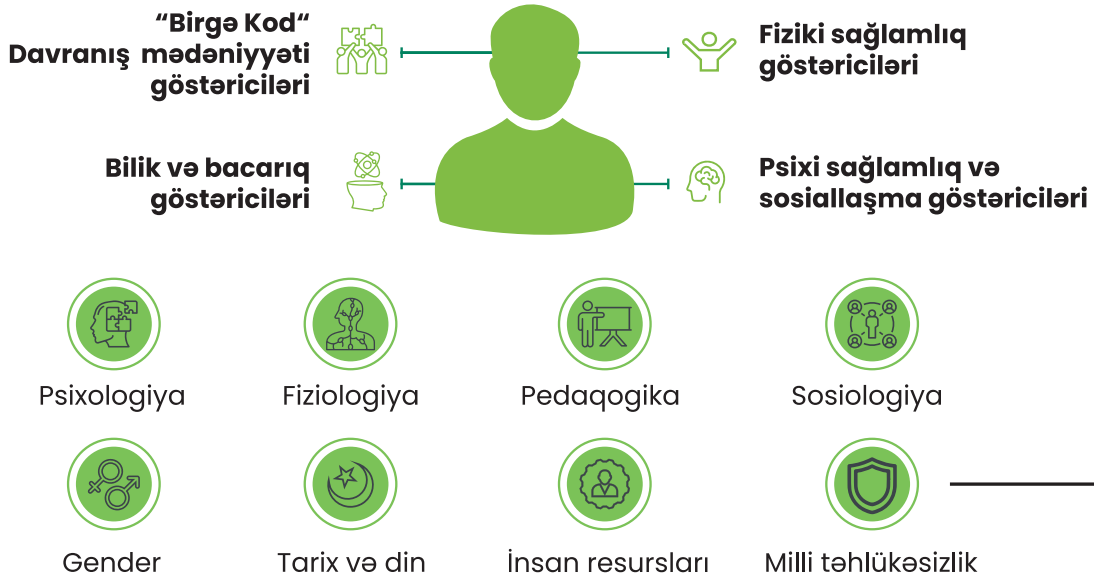 “Birgə Kod“
Davranış mədəniyyəti
göstəriciləri
Fiziki sağlamlıq
göstəriciləri
Bilik və bacarıq
göstəriciləri
Psixi sağlamlıq və
sosiallaşma göstəriciləri
Psixologiya
Fiziologiya
Pedaqogika
Sosiologiya
Gender
Tarix və din
İnsan resursları
Milli təhlükəsizlik